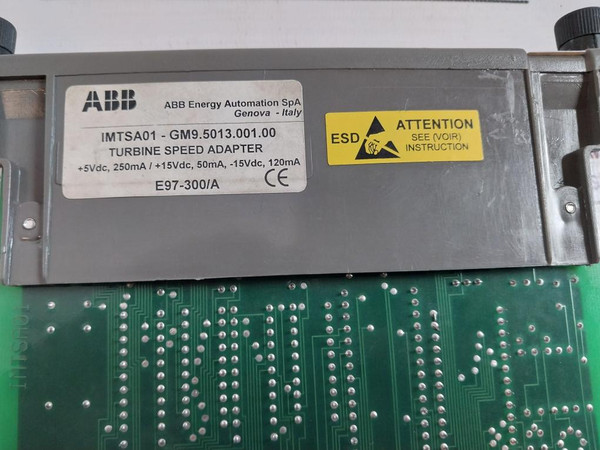 ABB
ABB Energy Automation SpA
Genova - Italy
IMTSA01 - GM9.5013.001.00
TURBINE SPEED ADAPTER
+5Vdc, 250mA / +15Vdc, 50mA, -15Vdc, 120mA
E97-300/A CE
ESD
ATTENTION
SEE (VOIR)
INSTRUCTION